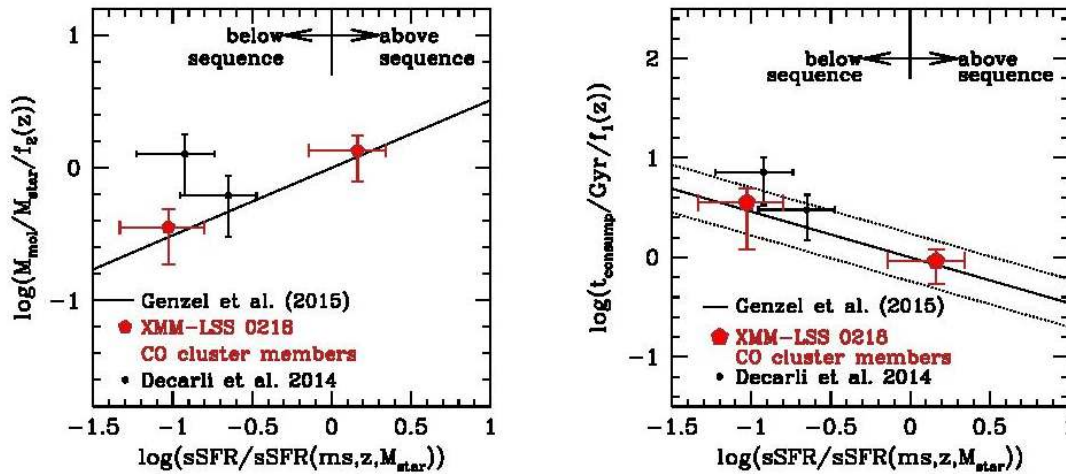 1
below above
sequence sequence
0
-1
log(M_mol/M_star/f_2(z))
Genzel et al. (2015)
XMM-LSS 0218
CO cluster members
Decarli et al. 2014
-1.5 -1 -0.5 0 0.5 1
log(sSFR/sSFR(ms,z,M_star))
2
below above
sequence sequence
1
0
-1
log(t_consump/Gyr/f_1(z))
Genzel et al. (2015)
XMM-LSS 0218
CO cluster members
Decarli et al. 2014
-1.5 -1 -0.5 0 0.5 1
log(sSFR/sSFR(ms,z,M_star))